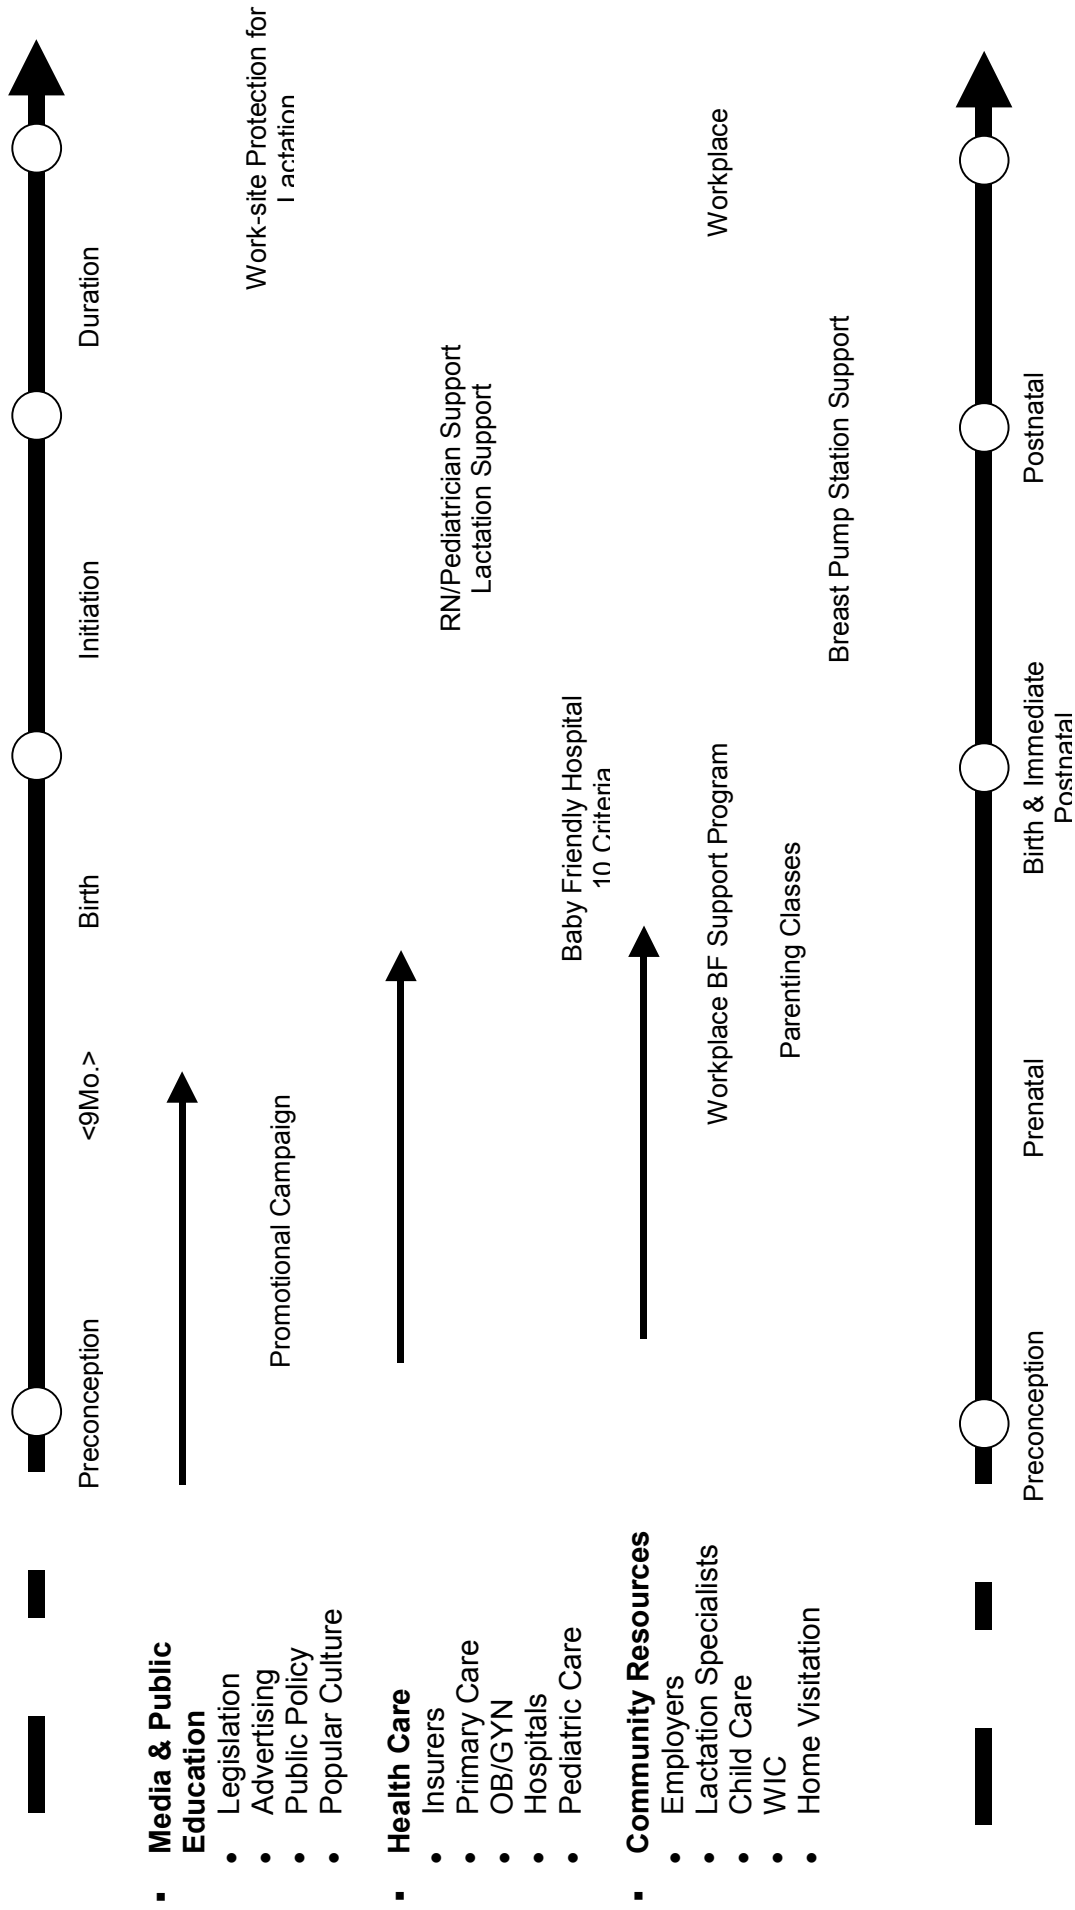 Preconception
<9Mo.>
Birth
Initiation
Duration
▪ Media & Public
Education
• Legislation
• Advertising
• Public Policy
• Popular Culture
Promotional Campaign
Work-site Protection for
Lactation
▪ Health Care
• Insurers
• Primary Care
• OB/GYN
• Hospitals
• Pediatric Care
RN/Pediatrician Support
Lactation Support
Baby Friendly Hospital
10 Criteria
▪ Community Resources
• Employers
• Lactation Specialists
• Child Care
• WIC
• Home Visitation
Workplace BF Support Program
Workplace
Parenting Classes
Breast Pump Station Support
Preconception
Prenatal
Birth & Immediate
Postnatal
Postnatal